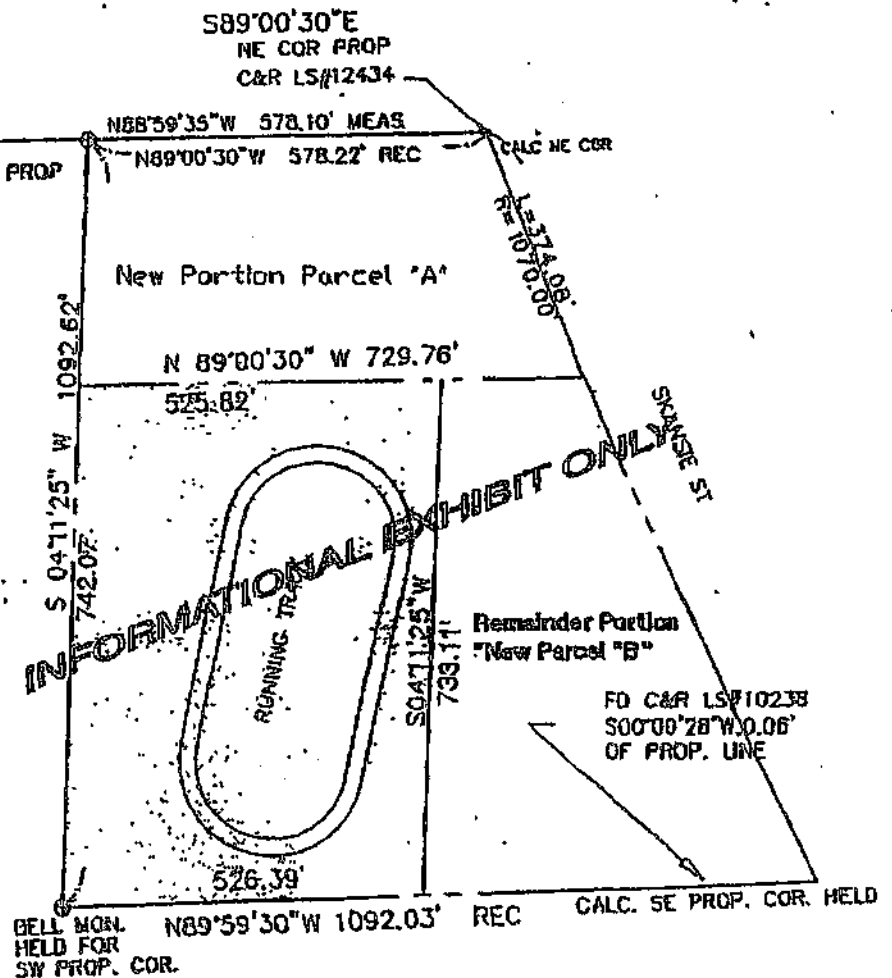 S89°00'30"E
NE COR PROP
C&R LS#12434
N88°59'35"W 578.10' MEAS
N89°00'30"W 578.22' REC
CALC NE COR
PROP
L=374.08'
R=1070.00'
New Portion Parcel "A"
S 04°11'25" W 1092.62'
N 89°00'30" W 729.76'
525.82'
SKANSIE ST
INFORMATIONAL EXHIBIT ONLY
742.07'
RUNNING
S04°11'25"W
733.11'
Remainder Portion
"New Parcel "B"
FD C&R LS#10238
S00°00'28"W 0.06'
OF PROP. LINE
526.39'
BELL MON.
HELD FOR
SW PROP. COR.
N89°59'30"W 1092.03' REC
CALC. SE PROP. COR. HELD